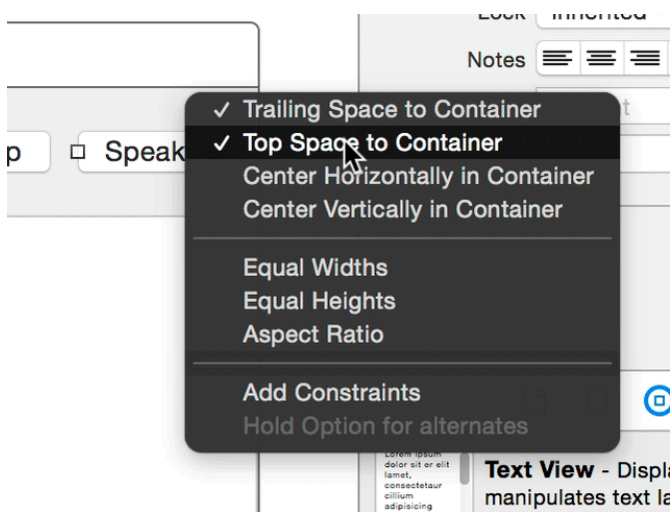 Notes
✓ Trailing Space to Container
✓ Top Space to Container
Center Horizontally in Container
Center Vertically in Container
p
Speak
t
Equal Widths
Equal Heights
Aspect Ratio
Add Constraints
Hold Option for alternates
Lorem ipsum
dolor sit er elit
lamet,
consectetaur
cillium
adipisicing
Text View - Displa
manipulates text la